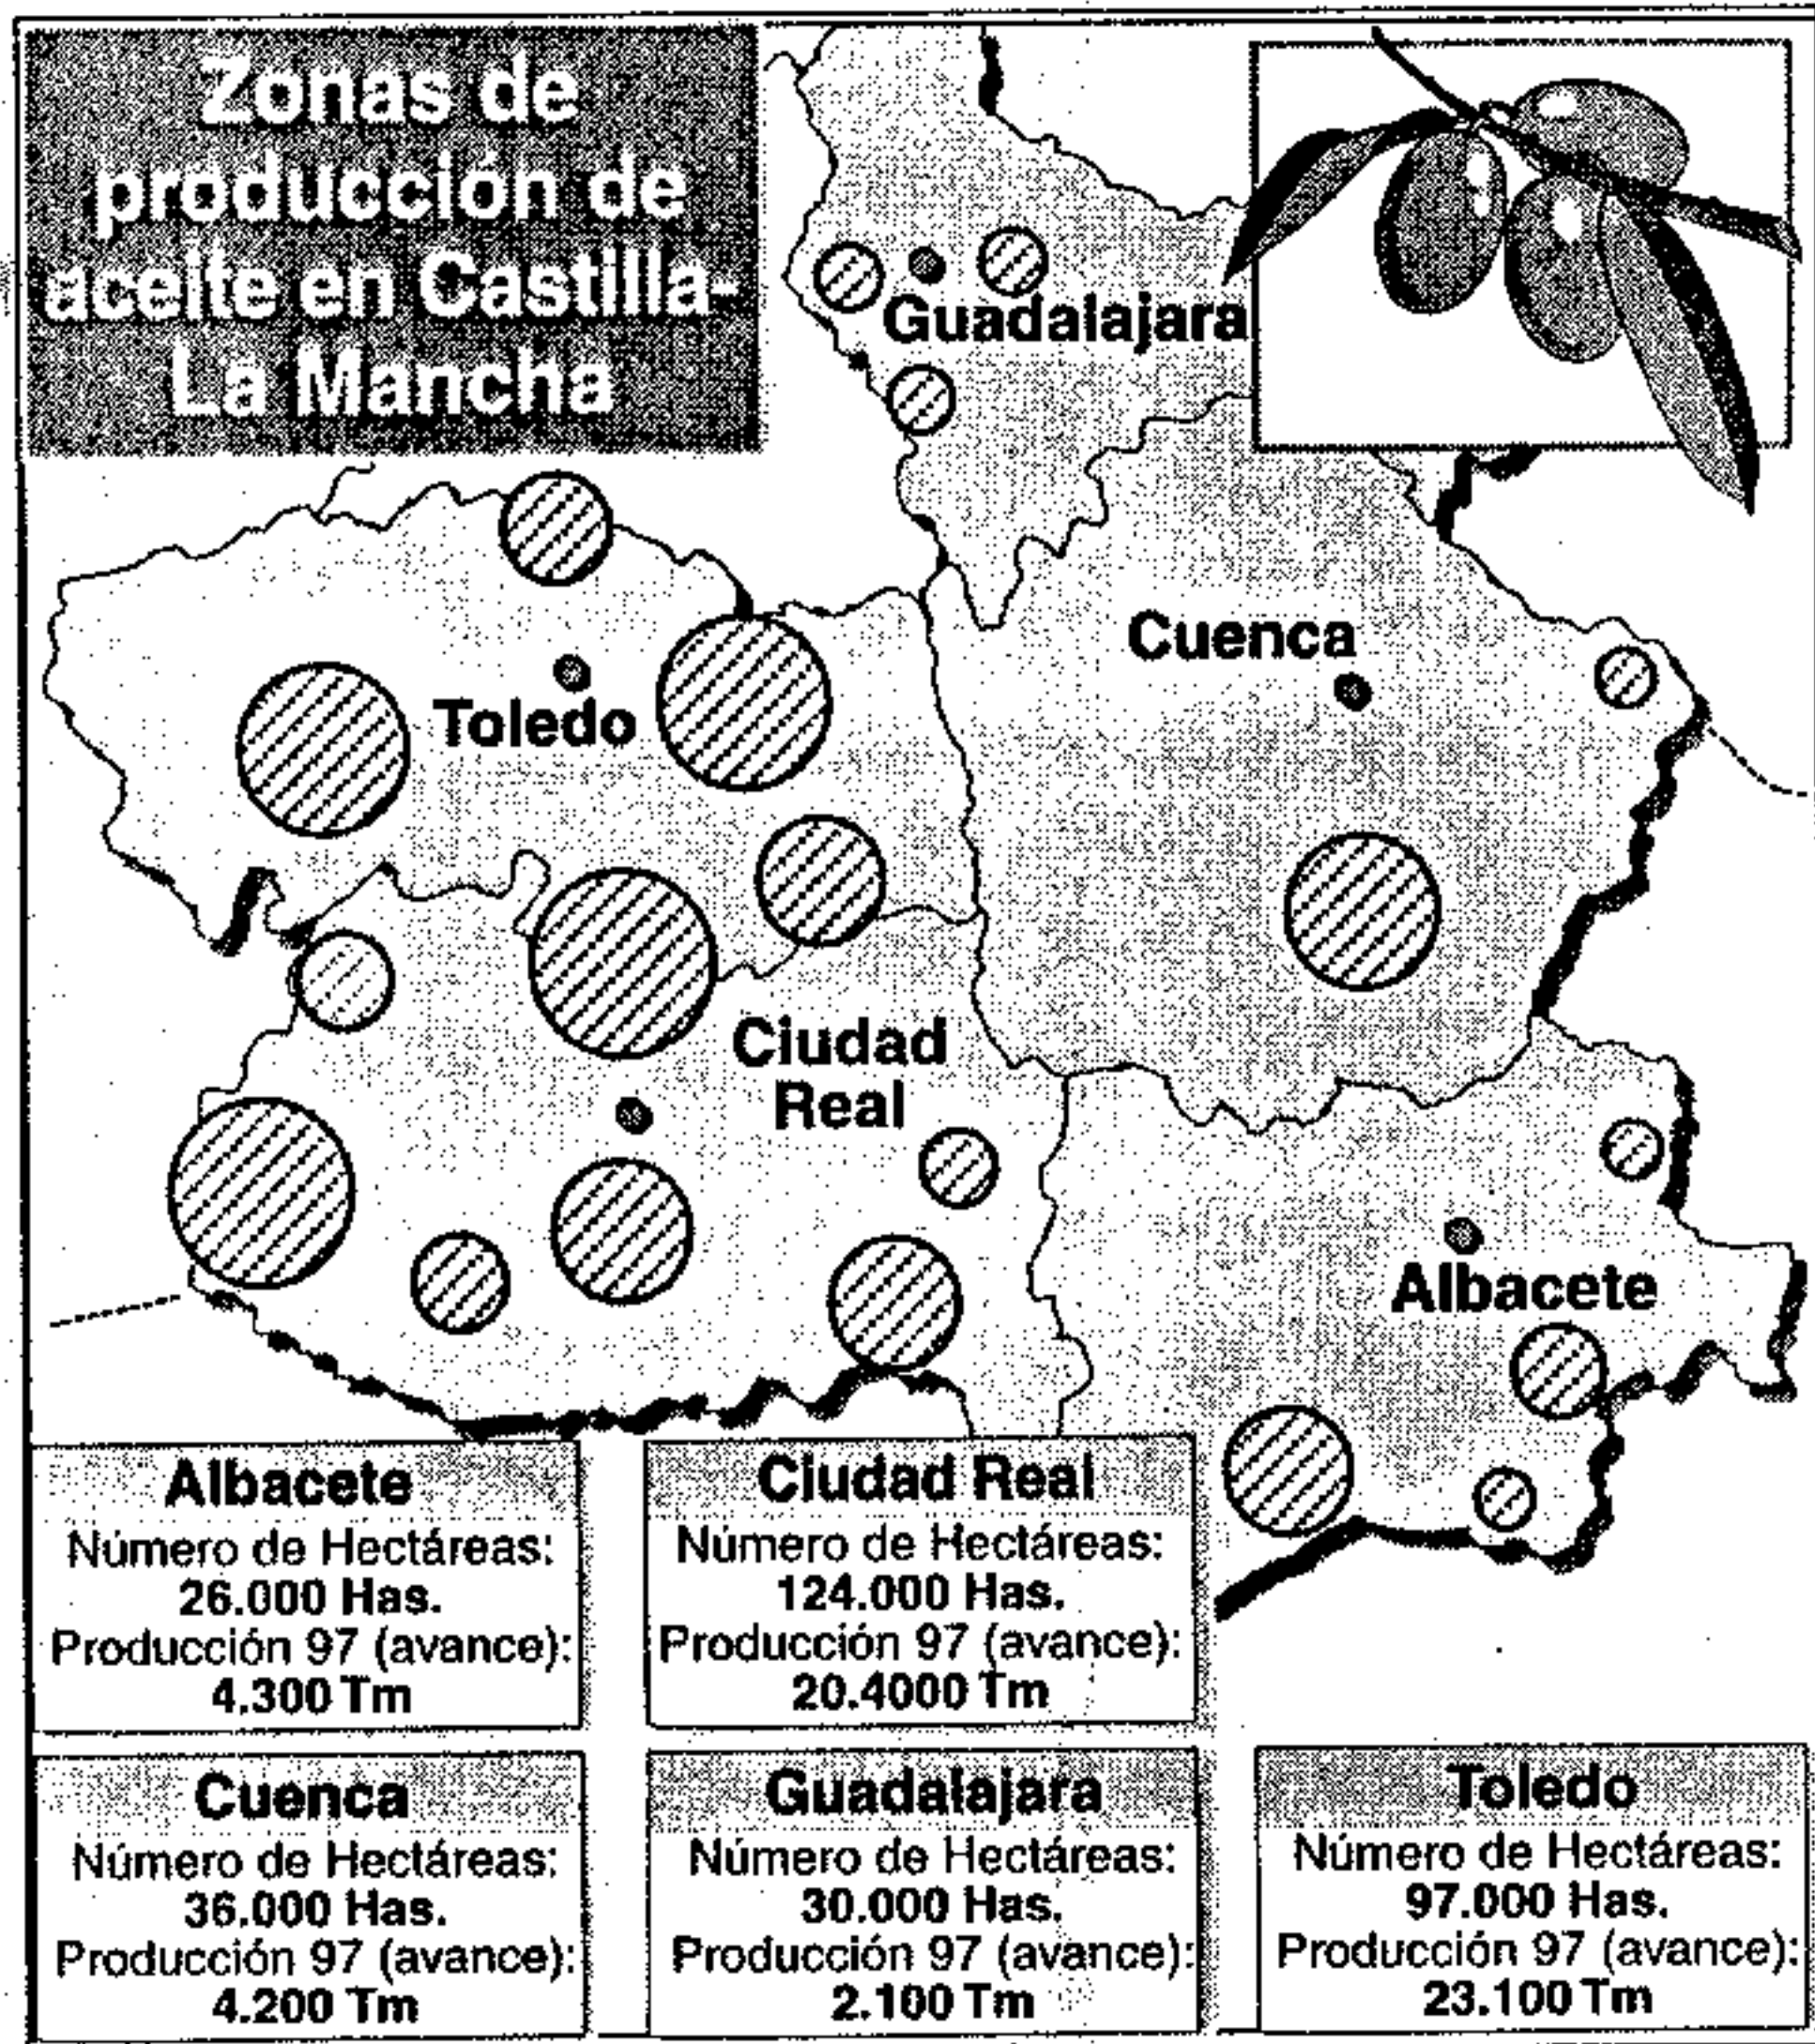 Zonas de
producción de
aceite en Castilla-
La Mancha
Guadalajara
Cuenca
Toledo
Ciudad
Real
Albacete
Albacete
Número de Hectáreas:
26.000 Has.
Producción 97 (avance):
4.300 Tm
Ciudad Real
Número de Hectáreas:
124.000 Has.
Producción 97 (avance):
20.4000 Tm
Cuenca
Número de Hectáreas:
36.000 Has.
Producción 97 (avance):
4.200 Tm
Guadalajara
Número de Hectáreas:
30.000 Has.
Producción 97 (avance):
2.100 Tm
Toledo
Número de Hectáreas:
97.000 Has.
Producción 97 (avance):
23.100 Tm